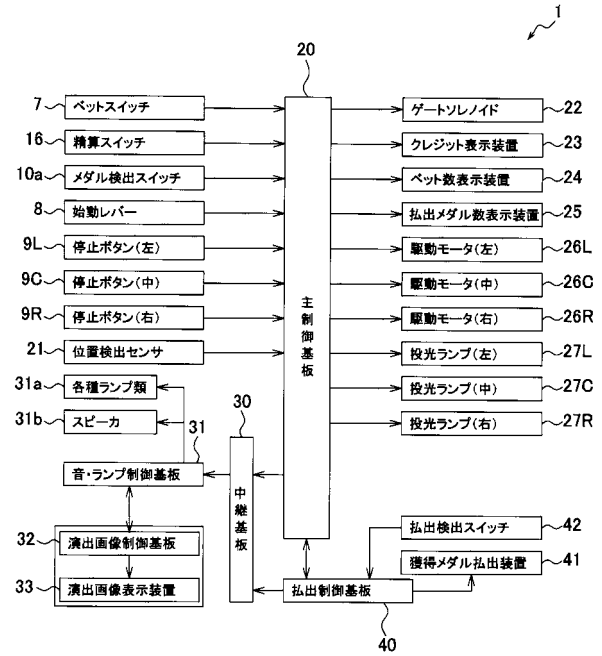 1
20
7 ベットスイッチ
16 精算スイッチ
10a メダル検出スイッチ
8 始動レバー
9L 停止ボタン(左)
9C 停止ボタン(中)
9R 停止ボタン(右)
21 位置検出センサ
31a 各種ランプ類
31b スピーカ
31
音・ランプ制御基板
32 演出画像制御基板
33 演出画像表示装置
30
中継基板
主制御基板
ゲートソレノイド 22
クレジット表示装置 23
ベット数表示装置 24
払出メダル数表示装置 25
駆動モータ(左) 26L
駆動モータ(中) 26C
駆動モータ(右) 26R
投光ランプ(左) 27L
投光ランプ(中) 27C
投光ランプ(右) 27R
払出検出スイッチ 42
獲得メダル払出装置 41
払出制御基板
40